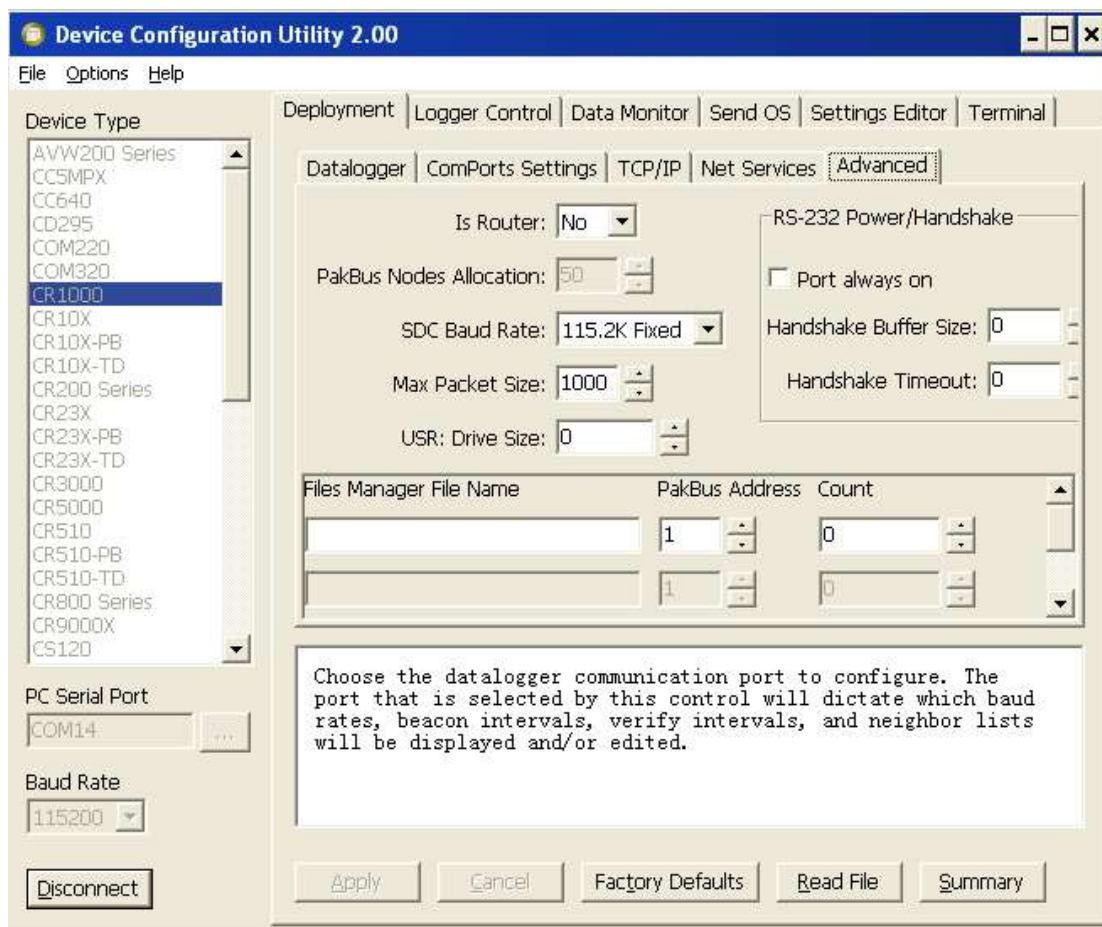 Device Configuration Utility 2.00
File Options Help
Device Type
AVW200 Series
CC5MPX
CC640
CD295
COM220
COM320
CR1000
CR10X
CR10X-PB
CR10X-TD
CR200 Series
CR23X
CR23X-PB
CR23X-TD
CR3000
CR5000
CR510
CR510-PB
CR510-TD
CR800 Series
CR9000X
CS120
PC Serial Port
COM14 ...
Baud Rate
115200
Disconnect
Deployment Logger Control Data Monitor Send OS Settings Editor Terminal
Datalogger ComPorts Settings TCP/IP Net Services Advanced
Is Router: No
PakBus Nodes Allocation: 50
SDC Baud Rate: 115.2K Fixed
Max Packet Size: 1000
USR: Drive Size: 0
RS-232 Power/Handshake
Port always on
Handshake Buffer Size: 0
Handshake Timeout: 0
Files Manager File Name PakBus Address Count
1 0
1 0
Choose the datalogger communication port to configure. The
port that is selected by this control will dictate which baud
rates, beacon intervals, verify intervals, and neighbor lists
will be displayed and/or edited.
Apply Cancel Factory Defaults Read File Summary